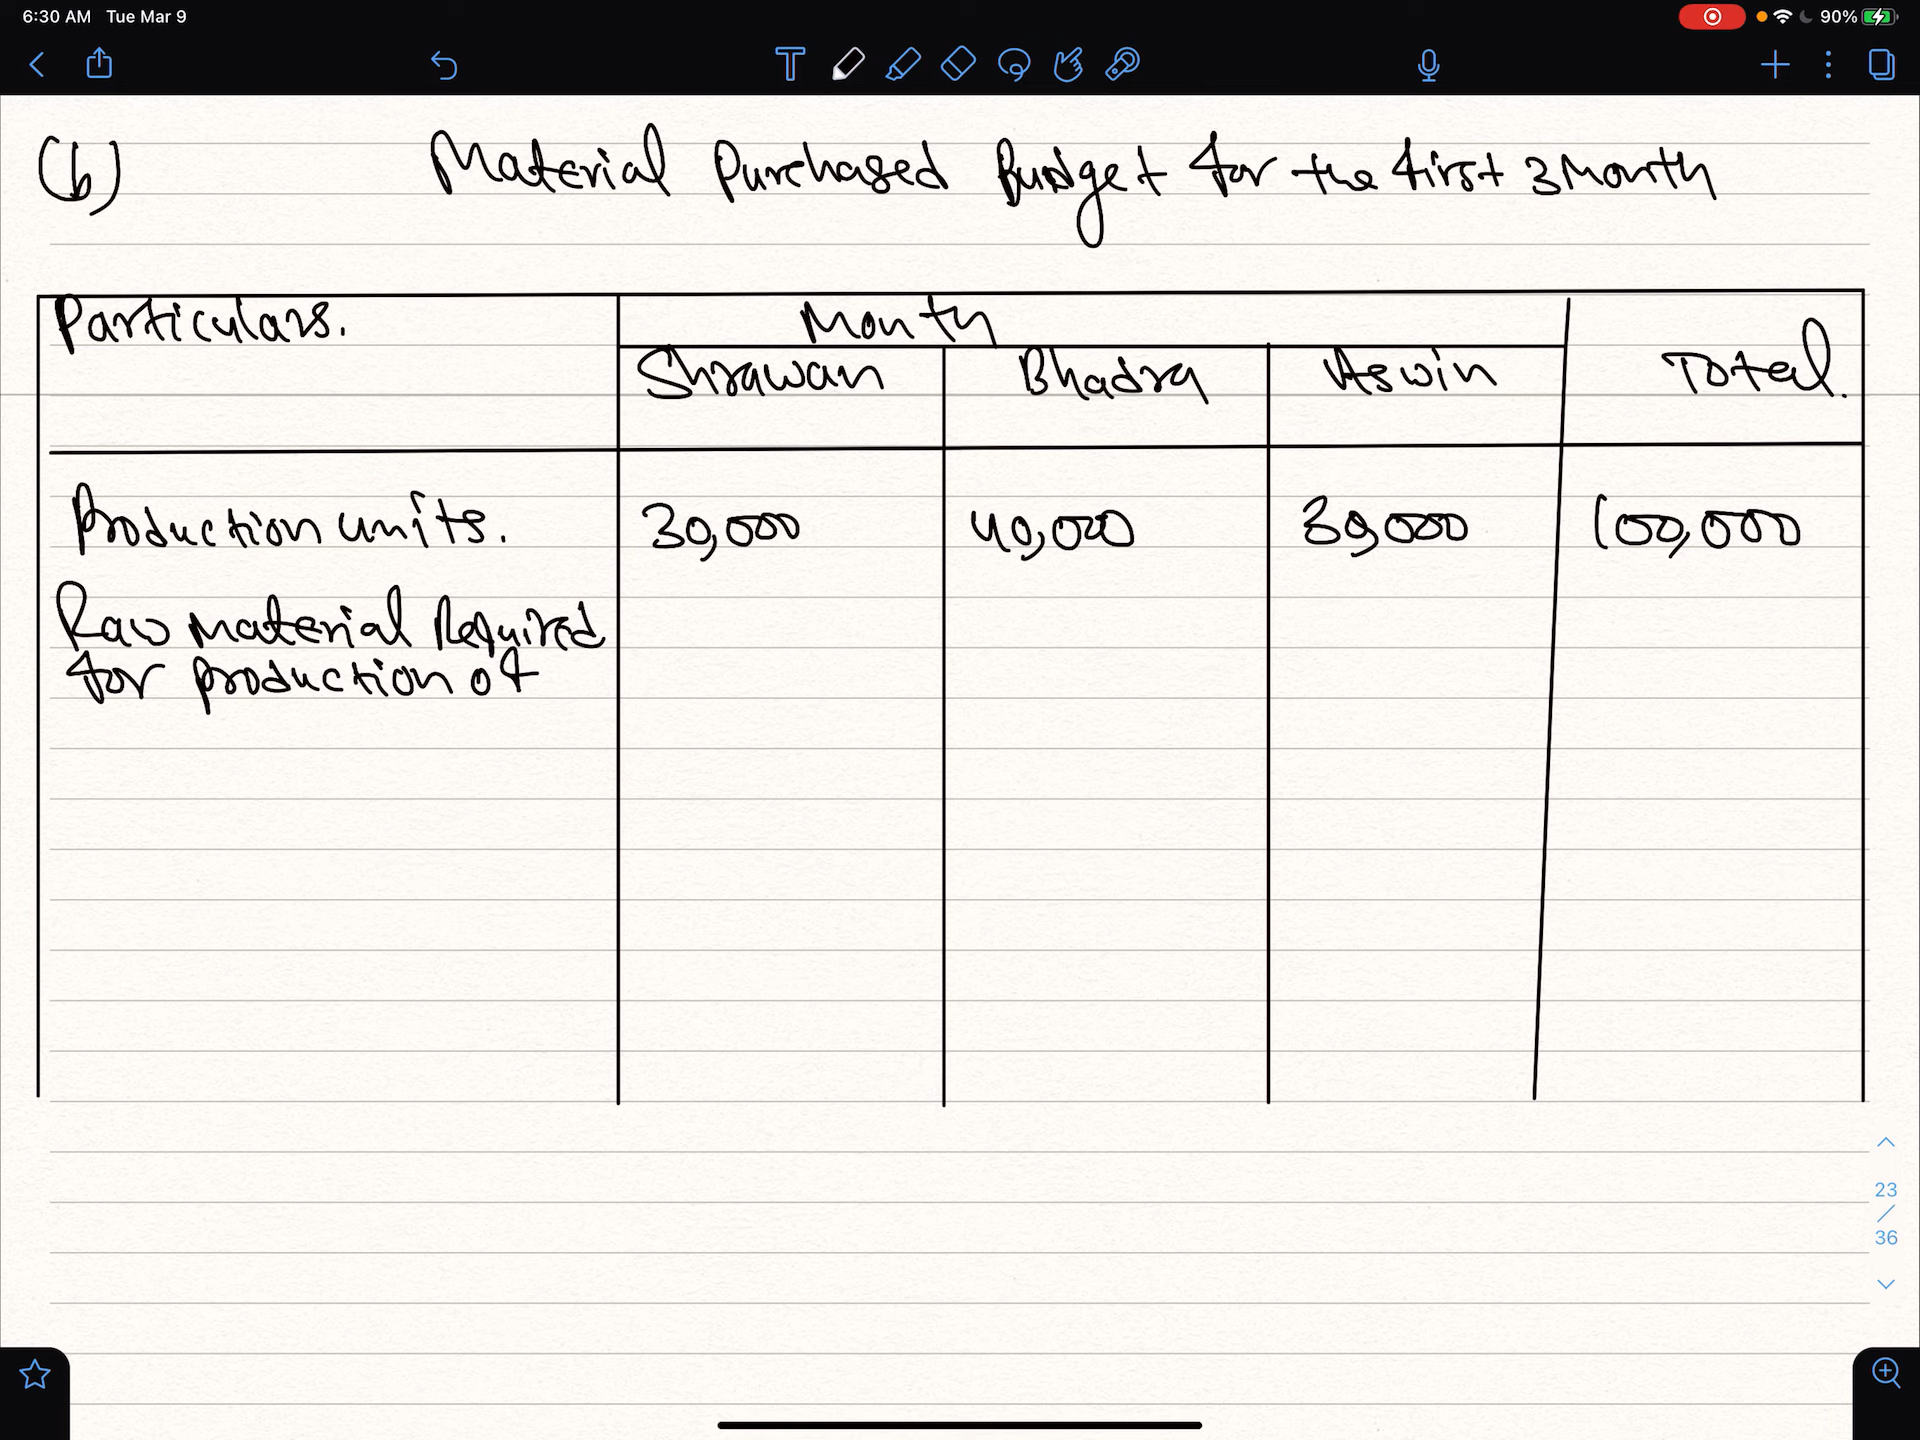 6:30 AM Tue Mar 9
90%
(b) Material Purchased Budget for the first 3 Month
Particulars. Month
Shrawan Bhadra Aswin Total.
Production units. 30,000 40,000 30,000 100,000
Raw Material Required
for production of
23
/
36